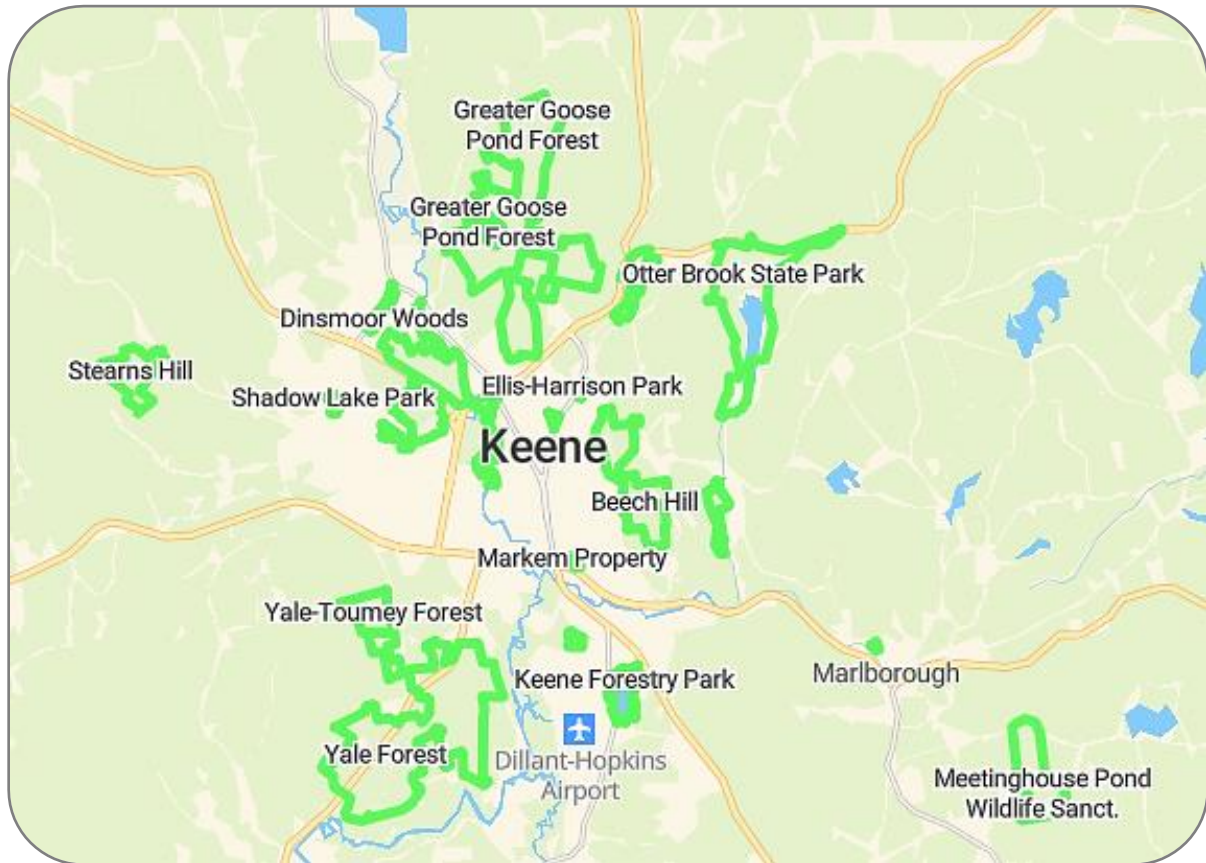 Greater Goose
Pond Forest
Greater Goose
Pond Forest
Otter Brook State Park
Dinsmoor Woods
Stearns Hill
Ellis-Harrison Park
Shadow Lake Park
Keene
Beech Hill
Markem Property
Yale-Toumey Forest
Marlborough
Keene Forestry Park
Yale Forest
Dillant-Hopkins
Airport
Meetinghouse Pond
Wildlife Sanct.